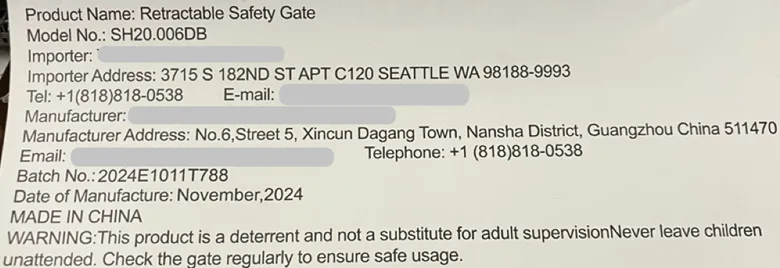 Product Name: Retractable Safety Gate
Model No.: SH20.006DB
Importer:
Importer Address: 3715 S 182ND ST APT C120 SEATTLE WA 98188-9993
Tel: +1(818)818-0538 E-mail:
Manufacturer:
Manufacturer Address: No.6,Street 5, Xincun Dagang Town, Nansha District, Guangzhou China 511470
Email: Telephone: +1 (818)818-0538
Batch No.:2024E1011T788
Date of Manufacture: November,2024
MADE IN CHINA
WARNING:This product is a deterrent and not a substitute for adult supervisionNever leave children
unattended. Check the gate regularly to ensure safe usage.